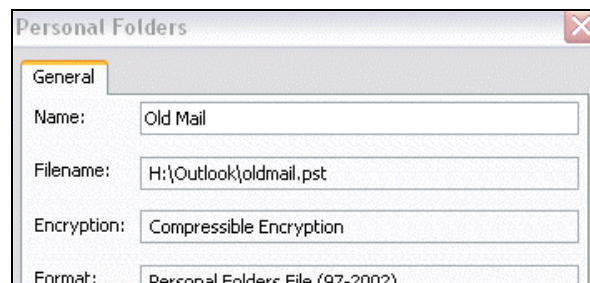 Personal Folders
General
Name: Old Mail
Filename: H:\Outlook\oldmail.pst
Encryption: Compressible Encryption
Format: Personal Folders File (97-2002)